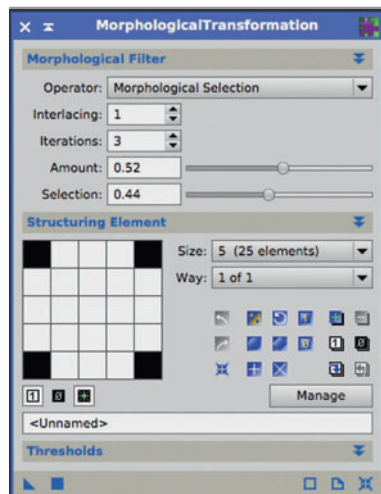 MorphologicalTransformation
Morphological Filter
Operator: Morphological Selection
Interlacing: 1
Iterations: 3
Amount: 0.52
Selection: 0.44
Structuring Element
Size: 5 (25 elements)
Way: 1 of 1
Manage
<Unnamed>
Thresholds